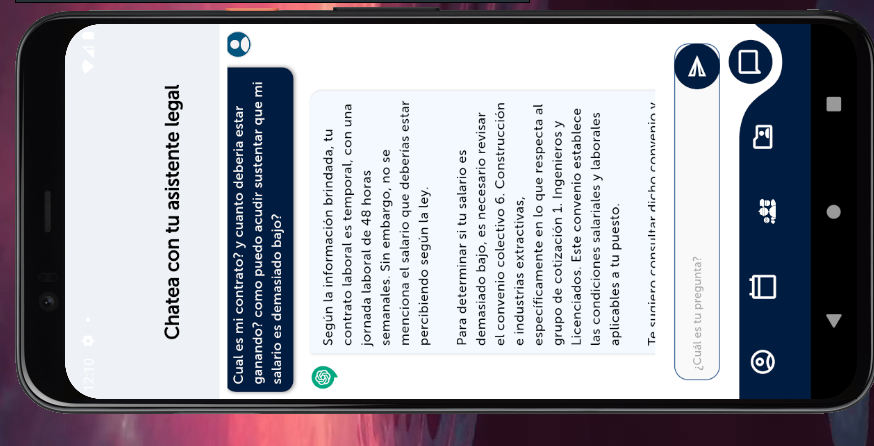 12:10
Chatea con tu asistente legal
Cual es mi contrato? y cuanto deberia estar
ganando? como puedo acudir sustentar que mi
salario es demasiado bajo?
Según la información brindada, tu
contrato laboral es temporal, con una
jornada laboral de 48 horas
semanales. Sin embargo, no se
menciona el salario que deberías estar
percibiendo según la ley.
Para determinar si tu salario es
demasiado bajo, es necesario revisar
el convenio colectivo 6. Construcción
e industrias extractivas,
específicamente en lo que respecta al
grupo de cotización 1. Ingenieros y
Licenciados. Este convenio establece
las condiciones salariales y laborales
aplicables a tu puesto.
Te sugiero consultar dicho convenio y
¿Cuál es tu pregunta?